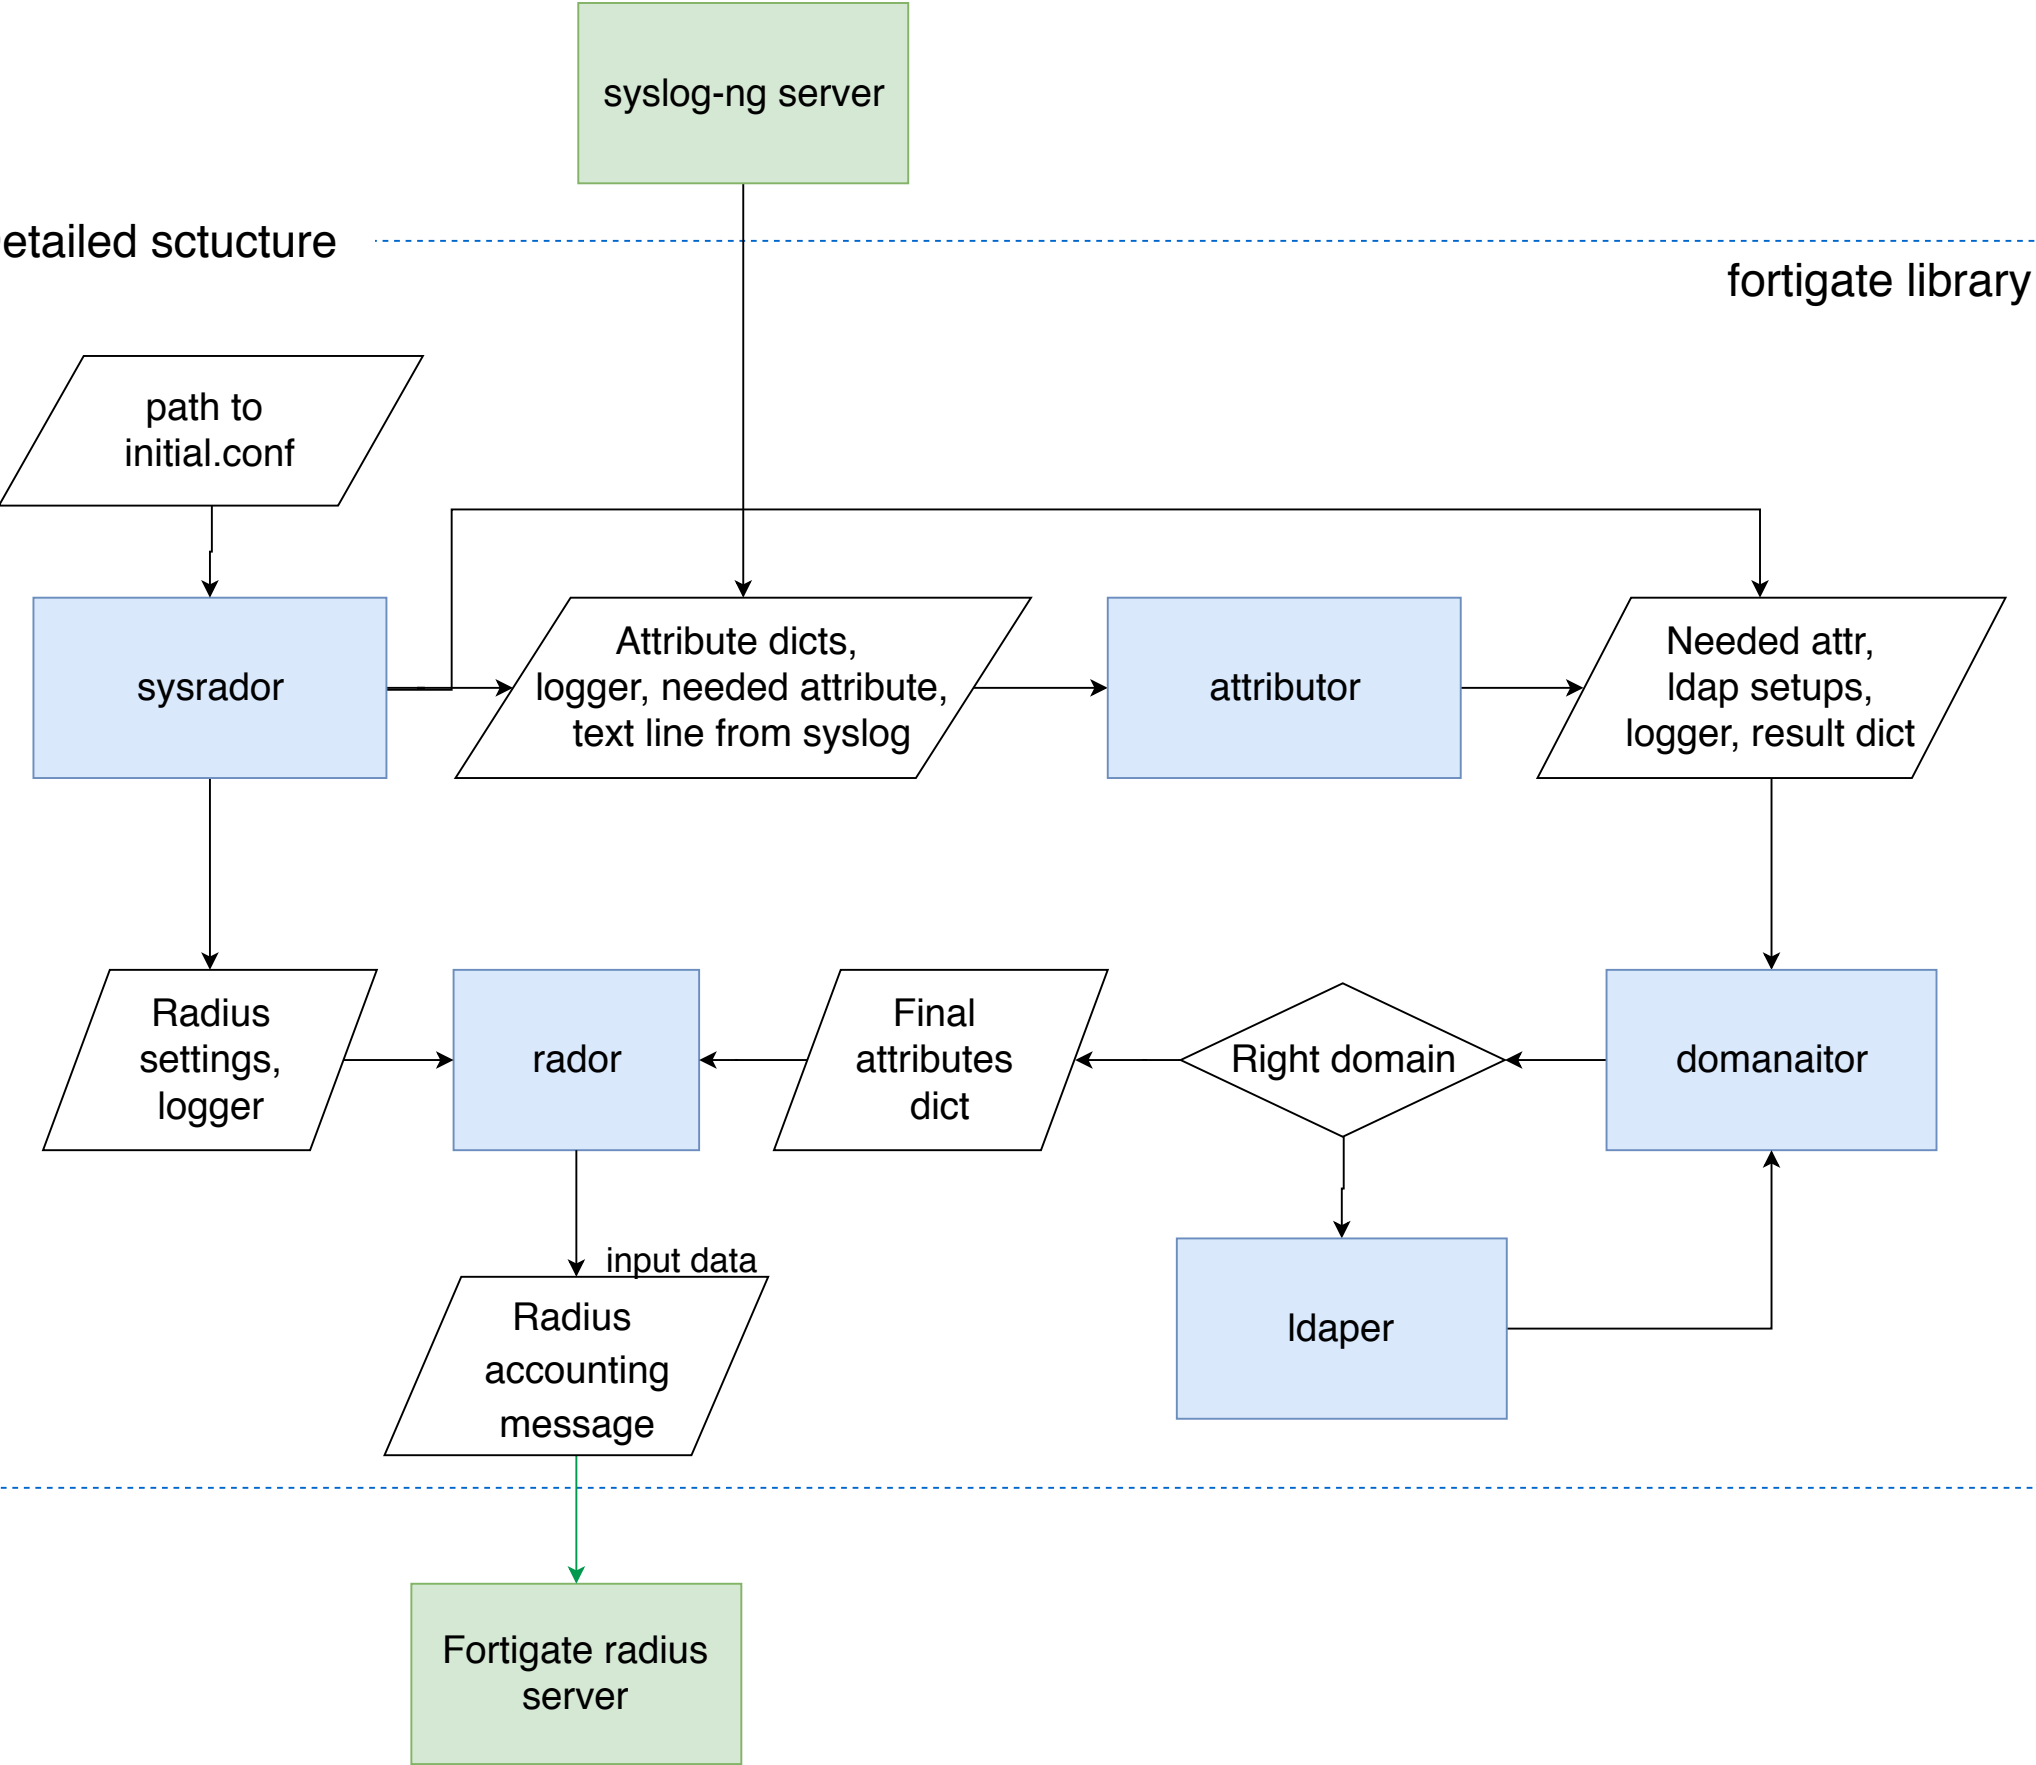 syslog-ng server
etailed sctucture
fortigate library
path to
initial.conf
sysrador
Attribute dicts,
logger, needed attribute,
text line from syslog
attributor
Needed attr,
ldap setups,
logger, result dict
Radius
settings,
logger
rador
Final
attributes
dict
Right domain
domanaitor
input data
Radius
accounting
message
ldaper
Fortigate radius
server